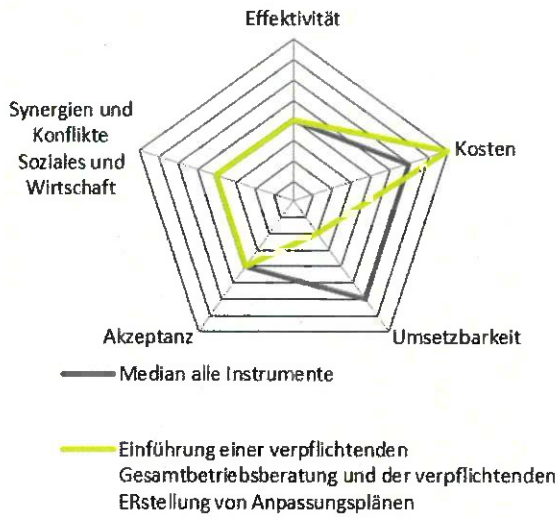 Effektivität
Synergien und
Konflikte
Soziales und
Wirtschaft
Kosten
Akzeptanz
Umsetzbarkeit
Median alle Instrumente
Einführung einer verpflichtenden
Gesamtbetriebsberatung und der verpflichtenden
ERstellung von Anpassungsplänen